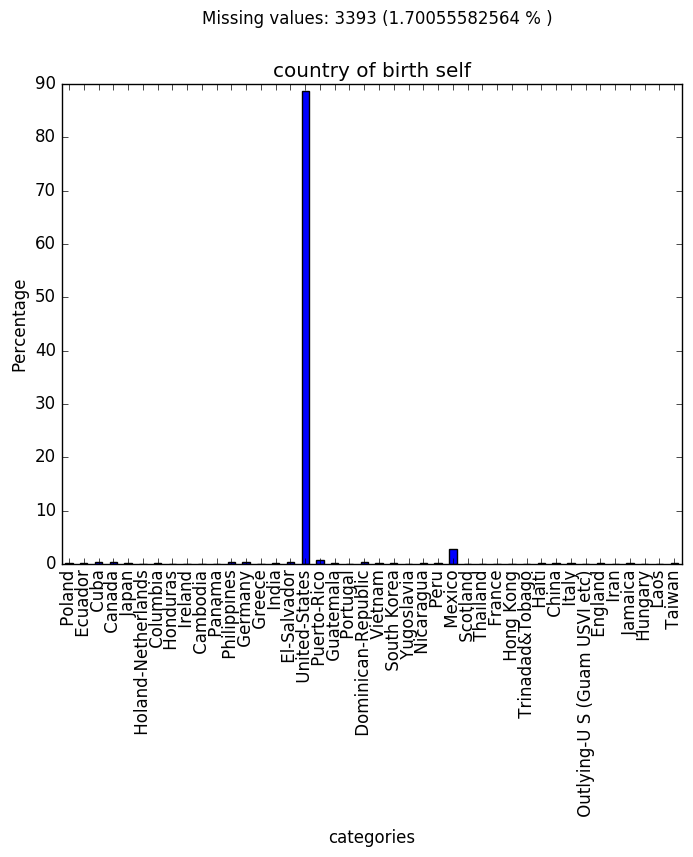 Missing values: 3393 (1.70055582564 % )
country of birth self
90
80
70
60
50
40
30
20
10
0
Percentage
Poland
Ecuador
Cuba
Canada
Japan
Holand-Netherlands
Columbia
Honduras
Ireland
Cambodia
Panama
Philippines
Germany
Greece
India
El-Salvador
United-States
Puerto-Rico
Guatemala
Portugal
Dominican-Republic
Vietnam
South Korea
Yugoslavia
Nicaragua
Peru
Mexico
Scotland
Thailand
France
Hong Kong
Trinadad&Tobago
Haiti
China
Italy
Outlying-U S (Guam USVI etc)
England
Iran
Jamaica
Hungary
Laos
Taiwan
categories